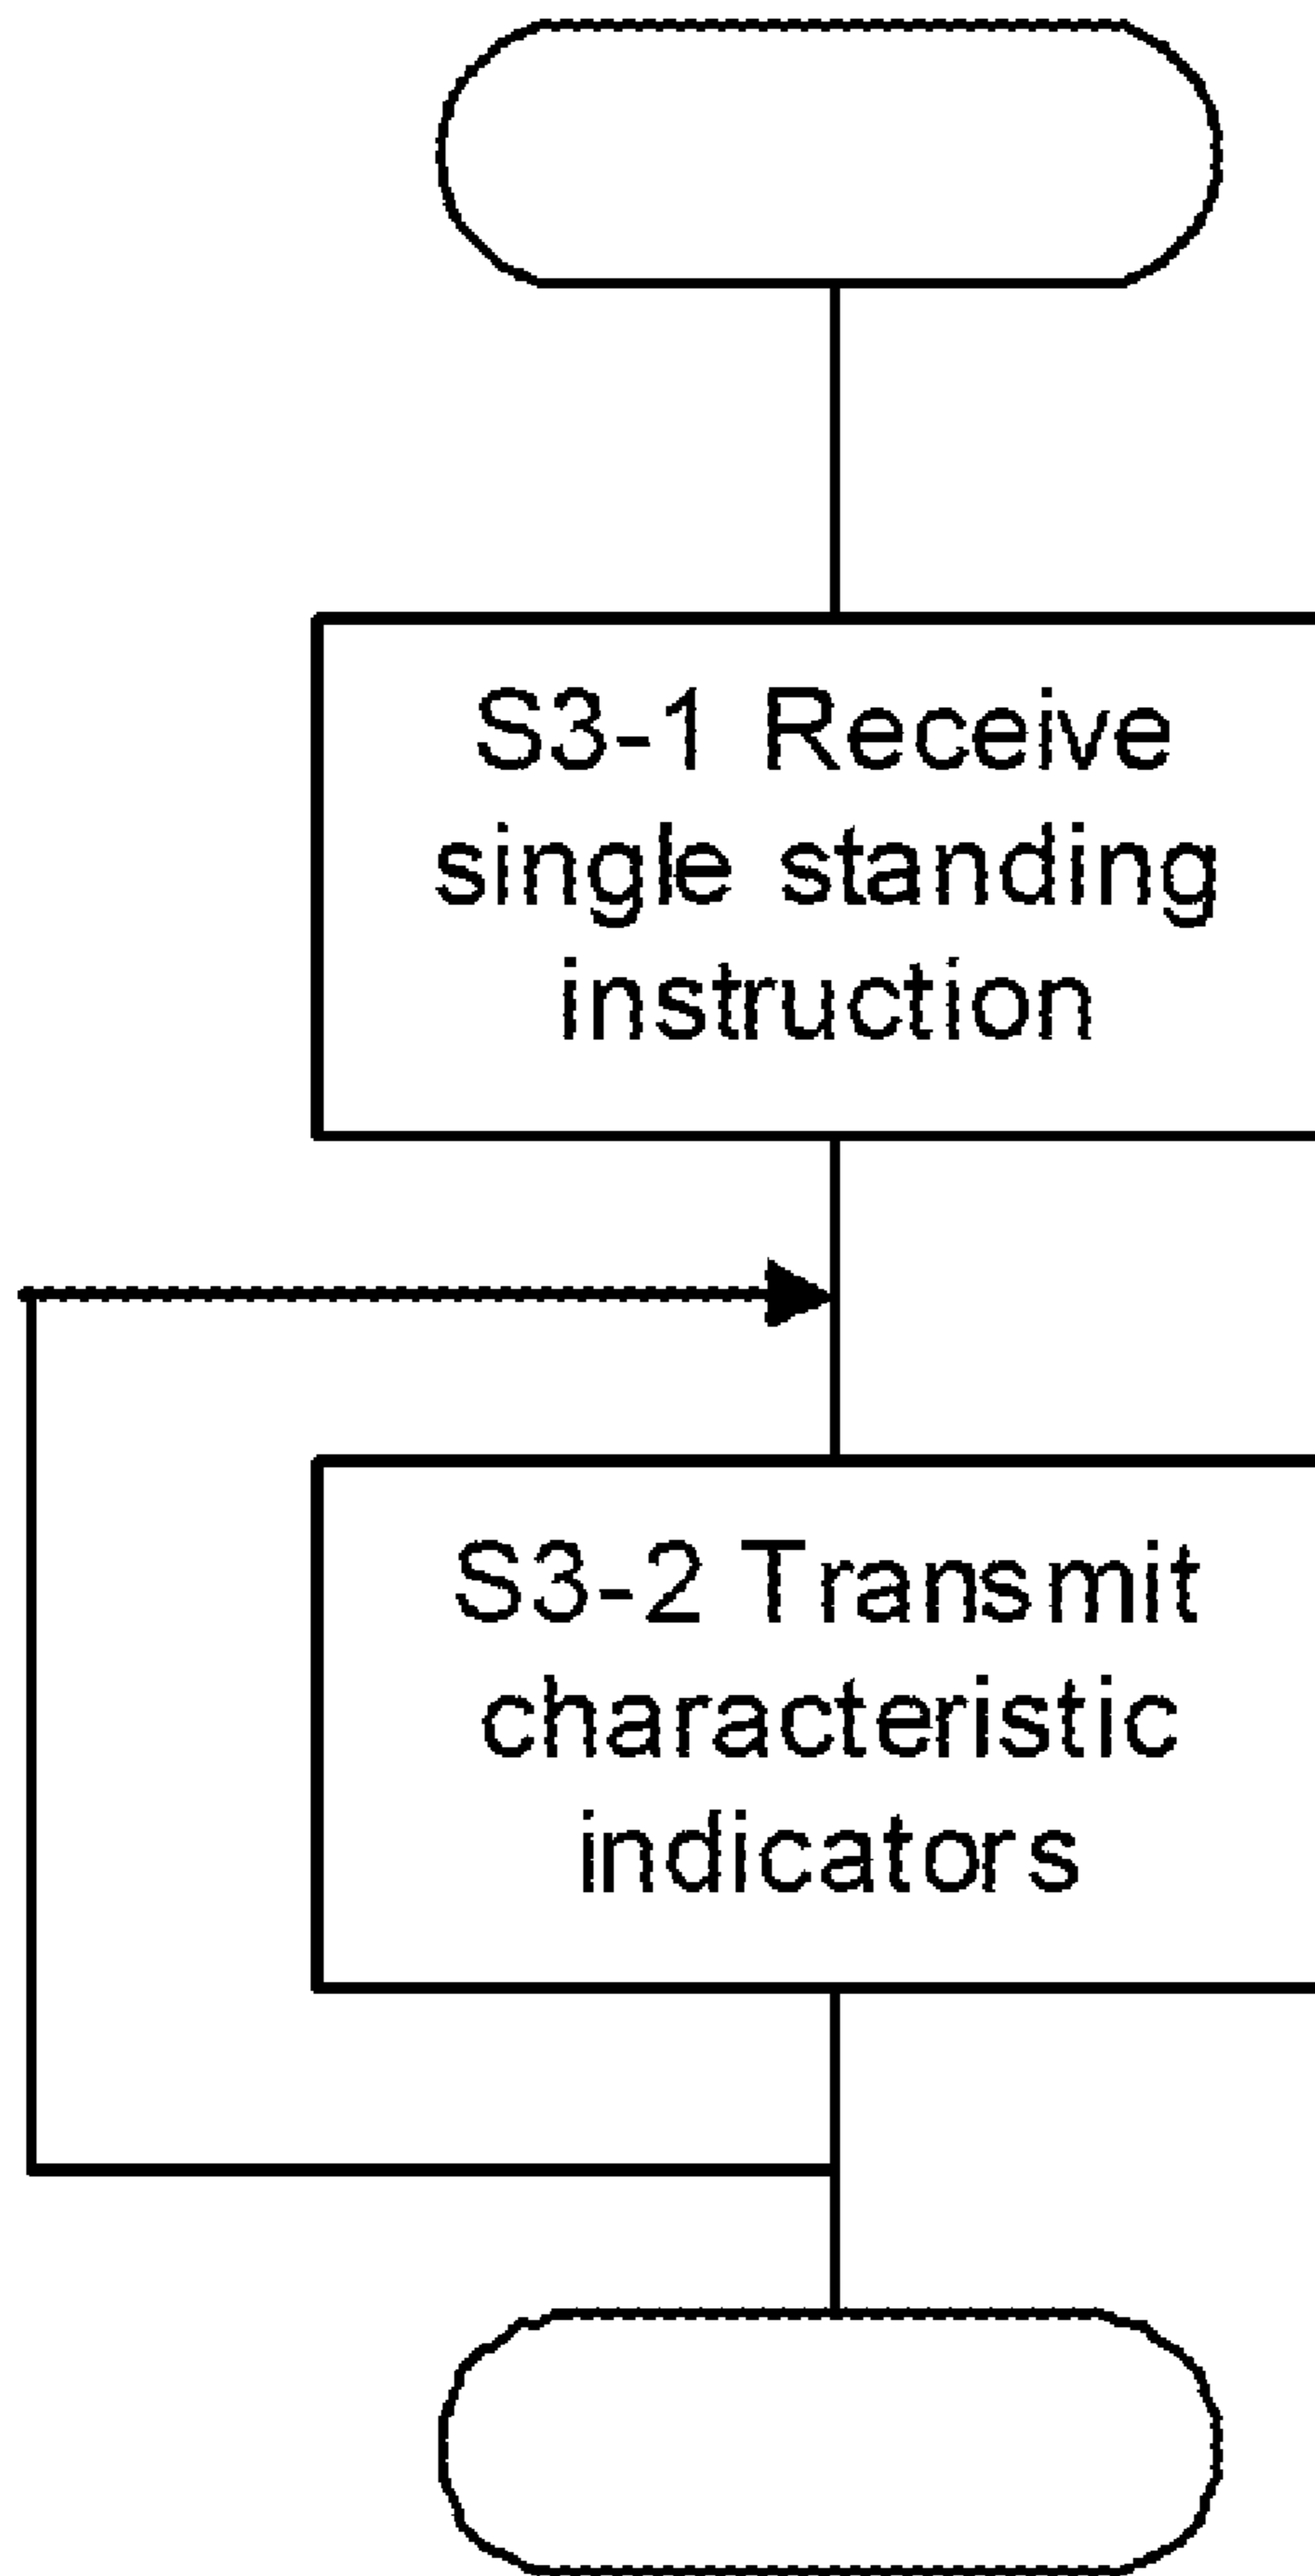 S3-1 Receive
single standing
instruction
S3-2 Transmit
characteristic
indicators